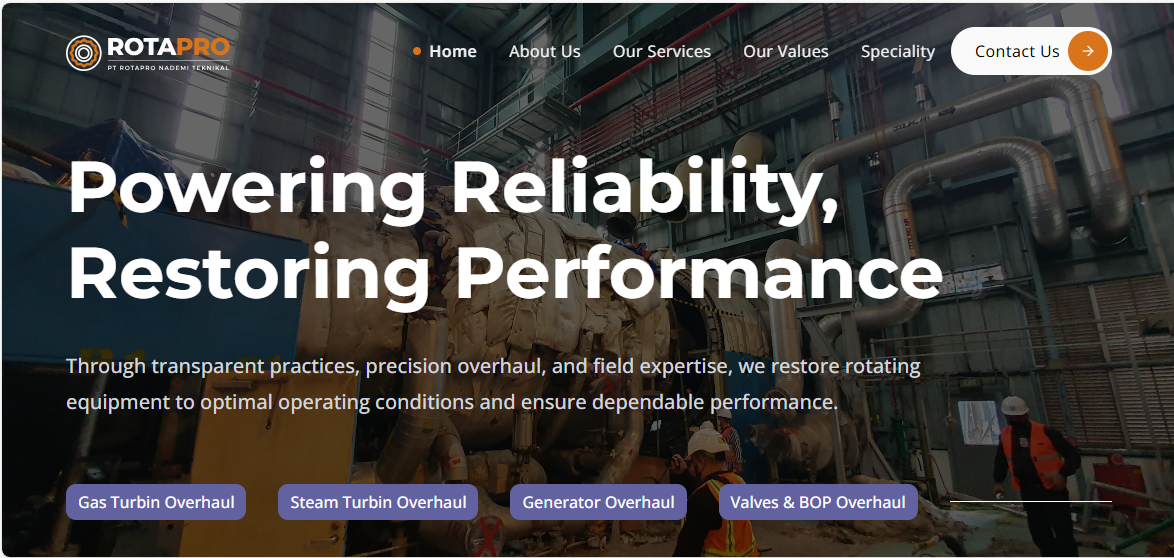 ROTAPRO
PT ROTAPRO NADEMI TEKNIKAL
Home
About Us
Our Services
Our Values
Speciality
Contact Us
Powering Reliability,
Restoring Performance
Through transparent practices, precision overhaul, and field expertise, we restore rotating
equipment to optimal operating conditions and ensure dependable performance.
Gas Turbin Overhaul
Steam Turbin Overhaul
Generator Overhaul
Valves & BOP Overhaul